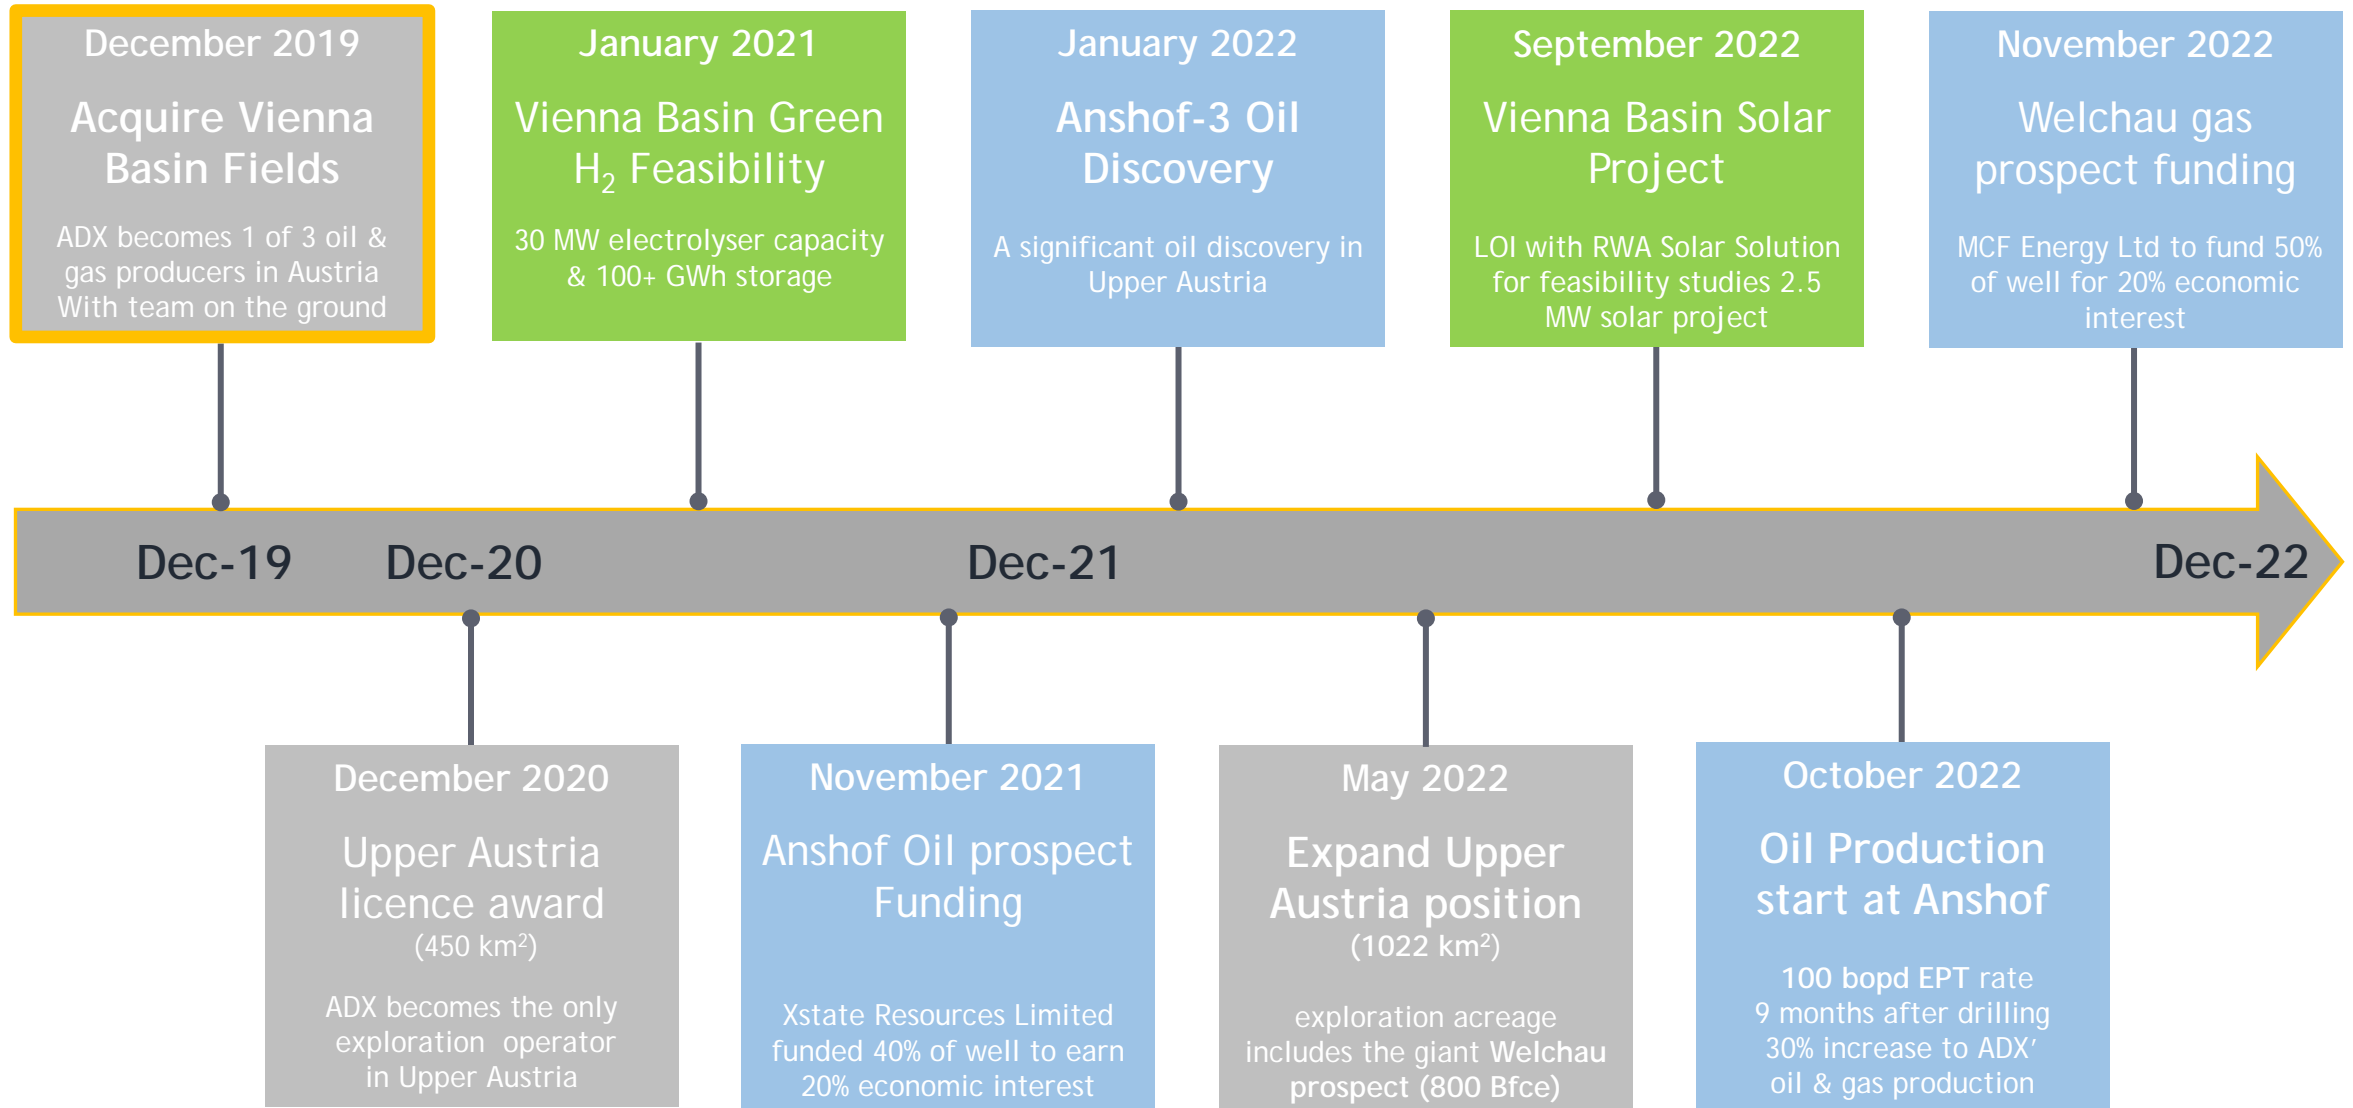 December 2019
Acquire Vienna
Basin Fields
ADX becomes 1 of 3 oil &
gas producers in Austria
With team on the ground
January 2021
Vienna Basin Green
H₂ Feasibility
30 MW electrolyser capacity
& 100+ GWh storage
January 2022
Anshof-3 Oil
Discovery
A significant oil discovery in
Upper Austria
September 2022
Vienna Basin Solar
Project
LOI with RWA Solar Solution
for feasibility studies 2.5
MW solar project
November 2022
Welchau gas
prospect funding
MCF Energy Ltd to fund 50%
of well for 20% economic
interest
Dec-19
Dec-20
Dec-21
Dec-22
December 2020
Upper Austria
licence award
(450 km²)
ADX becomes the only
exploration operator
in Upper Austria
November 2021
Anshof Oil prospect
Funding
Xstate Resources Limited
funded 40% of well to earn
20% economic interest
May 2022
Expand Upper
Austria position
(1022 km²)
exploration acreage
includes the giant Welchau
prospect (800 Bfce)
October 2022
Oil Production
start at Anshof
100 bopd EPT rate
9 months after drilling
30% increase to ADX'
oil & gas production